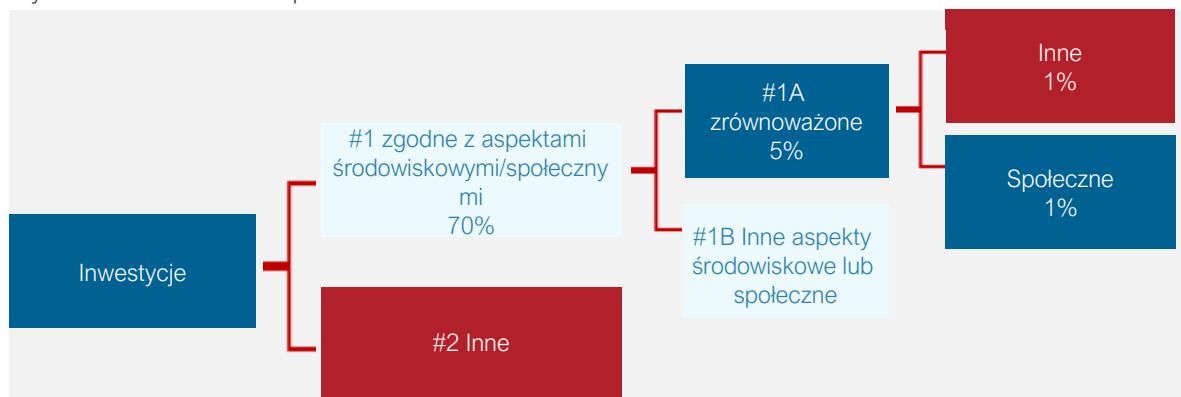 Inwestycje
#1 zgodne z aspektami
środowiskowymi/społeczny
mi
70%
#2 Inne
#1A
zrównoważone
5%
#1B Inne aspekty
środowiskowe lub
społeczne
Inne
1%
Społeczne
1%